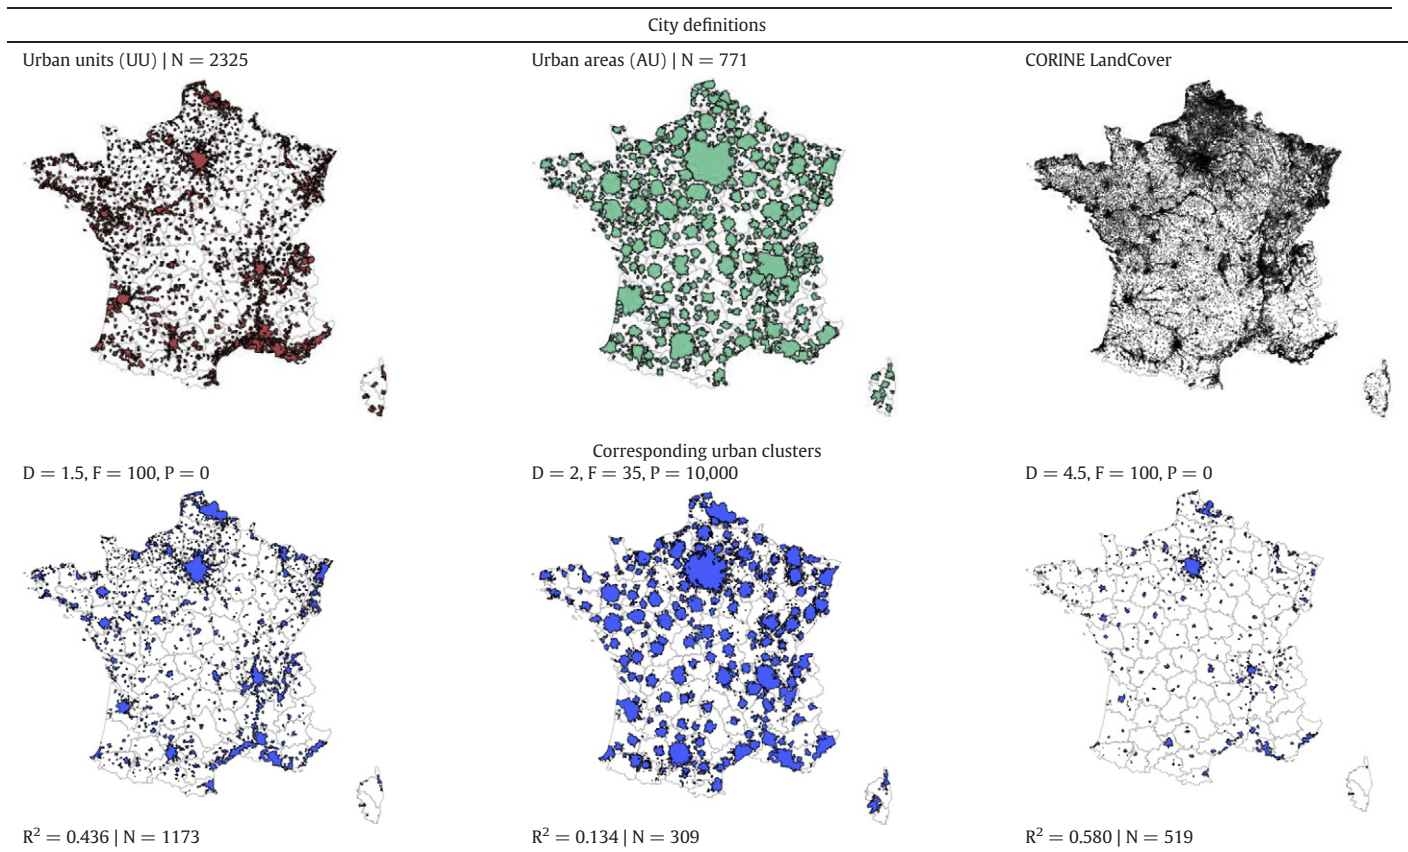 City definitions
Urban units (UU) | N = 2325
Urban areas (AU) | N = 771
CORINE LandCover
Corresponding urban clusters
D = 1.5, F = 100, P = 0
D = 2, F = 35, P = 10,000
D = 4.5, F = 100, P = 0
R² = 0.436 | N = 1173
R² = 0.134 | N = 309
R² = 0.580 | N = 519